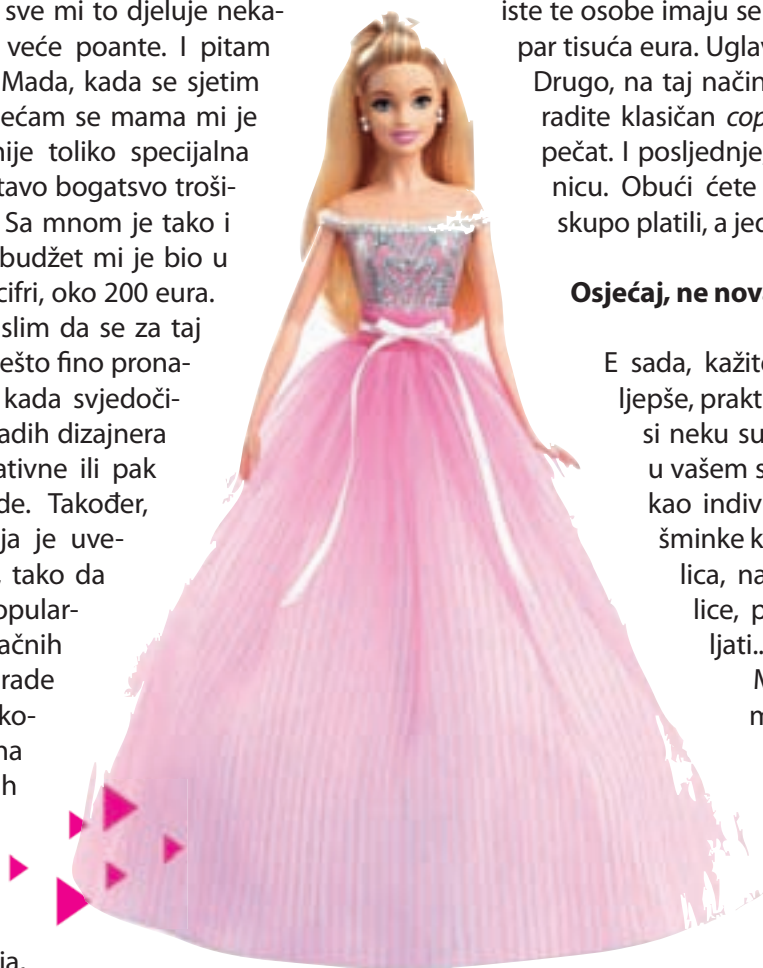 sve mi to djeluje neka-
veće poante. I pitam
Mada, kada se sjetim
ećam se mama mi je
nije toliko specijalna
tavo bogatsvo troši-
Sa mnom je tako i
budžet mi je bio u
cifri, oko 200 eura.
slim da se za taj
ešto fino prona-
kada svjedoči-
adih dizajnera
ativne ili pak
de. Također,
ja je uve-
, tako da
opular-
ačnih
rade
ko-
na
h
ia.
iste te osobe imaju se
par tisuća eura. Uglav
Drugo, na taj način
radite klasičan cop
pečat. I posljednje
nicu. Obući ćete
skupo platili, a jed
Osjećaj, ne nova
E sada, kažite
ljepše, prakt
si neku su
u vašem s
kao indiv
šminke k
lica, na
lice, p
ljati..
M
m